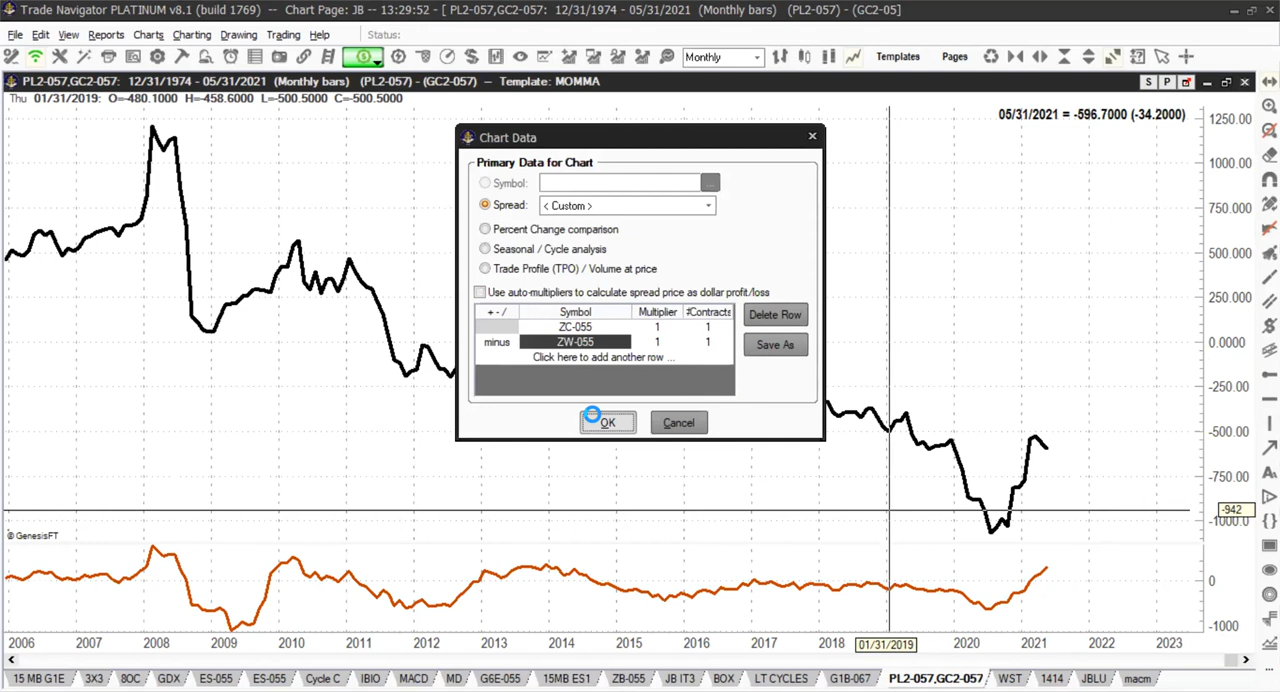 Trade Navigator PLATINUM v8.1 (build 1769) -- Chart Page: JB -- 13:29:52 - [ PL2-057,GC2-057: 12/31/1974 - 05/31/2021 (Monthly bars) (PL2-057) - (GC2-05]
File Edit View Reports Charts Charting Drawing Trading Help Status:
Monthly Templates Pages
PL2-057,GC2-057: 12/31/1974 - 05/31/2021 (Monthly bars) (PL2-057) - (GC2-057) -- Template: MOMMA S P
Thu 01/31/2019: O=-480.1000 H=-458.6000 L=-500.5000 C=-500.5000
05/31/2021 = -596.7000 (-34.2000)
1250.00
1000.00
750.000
500.000
250.000
0.0000
-250.00
-500.00
-750.00
-942
-1000.0
Chart Data
Primary Data for Chart
Symbol: ...
Spread: < Custom >
Percent Change comparison
Seasonal / Cycle analysis
Trade Profile (TPO) / Volume at price
Use auto-multipliers to calculate spread price as dollar profit/loss
+ - / Symbol Multiplier #Contracts
ZC-055 1 1
minus ZW-055 1 1
Click here to add another row ...
Delete Row
Save As
OK Cancel
© GenesisFT
0
-1000
2006 2007 2008 2009 2010 2011 2012 2013 2014 2015 2016 2017 2018 01/31/2019 2020 2021 2022 2023
15 MB G1E 3X3 8OC GDX ES-055 ES-055 Cycle C IBIO MACD MD G6E-055 15MB ES1 ZB-055 JB IT3 BOX LT CYCLES G1B-067 PL2-057,GC2-057 WST 1414 JBLU macm